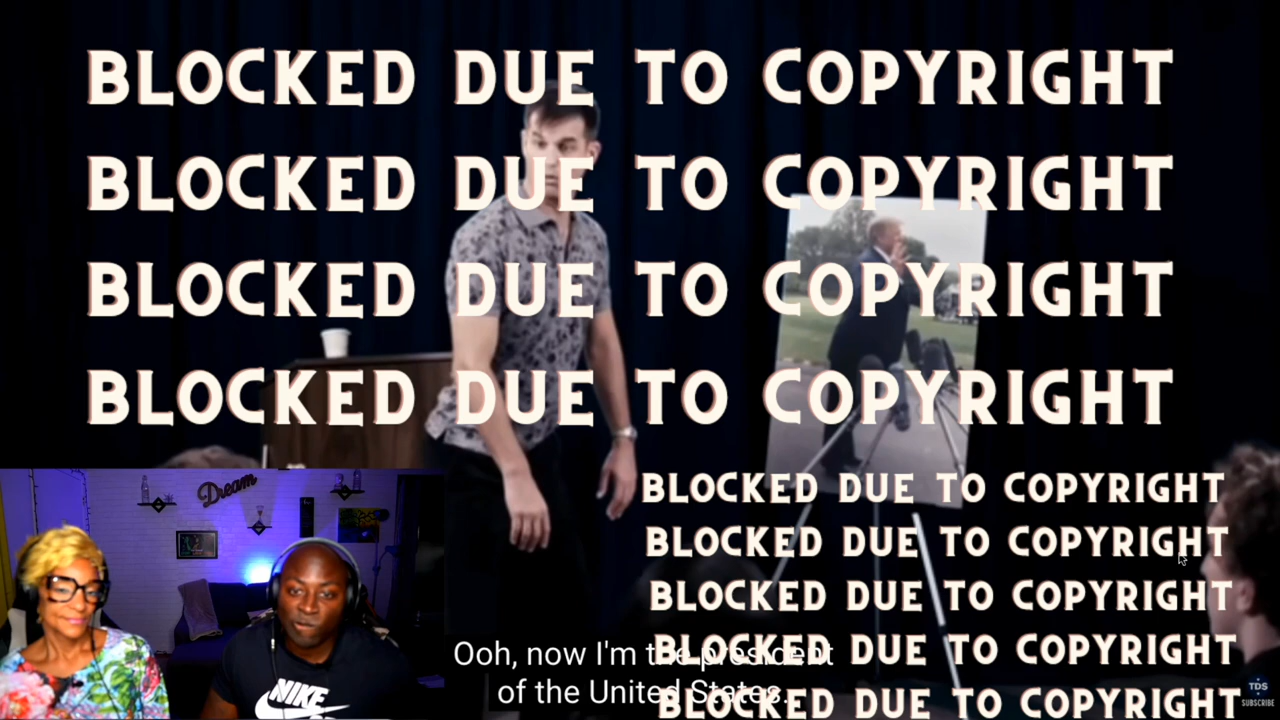 BLOCKED DUE TO COPYRIGHT
BLOCKED DUE TO COPYRIGHT
BLOCKED DUE TO COPYRIGHT
BLOCKED DUE TO COPYRIGHT
BLOCKED DUE TO COPYRIGHT
BLOCKED DUE TO COPYRIGHT
BLOCKED DUE TO COPYRIGHT
BLOCKED DUE TO COPYRIGHT
BLOCKED DUE TO COPYRIGHT
Dream
NIKE
Ooh, now I'm the president
of the United States.
TDS
SUBSCRIBE